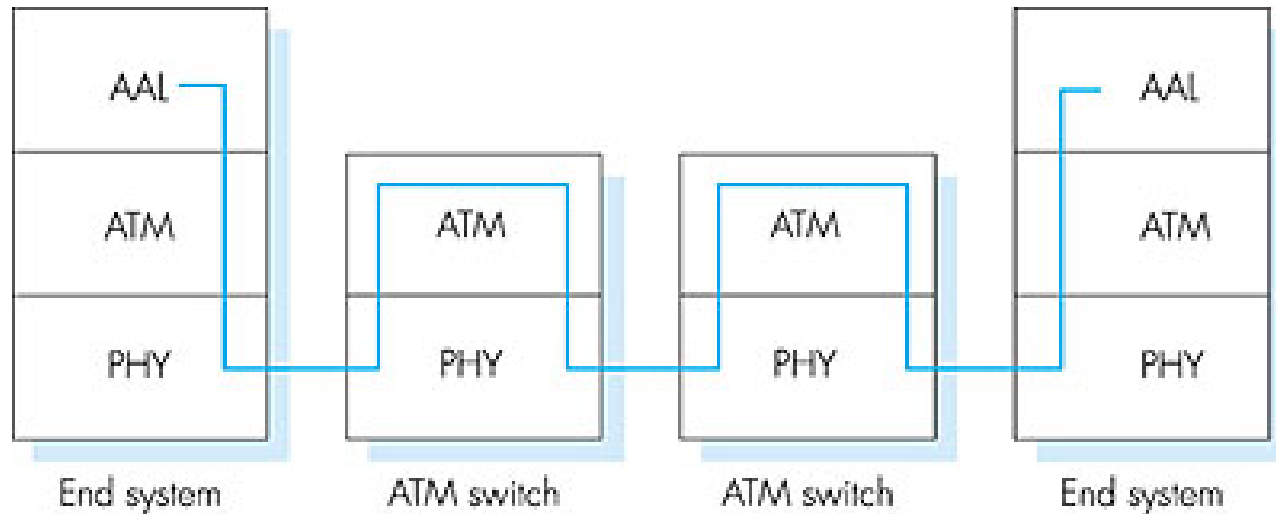 AAL
AAL
ATM
ATM
ATM
ATM
PHY
PHY
PHY
PHY
End system
ATM switch
ATM switch
End system